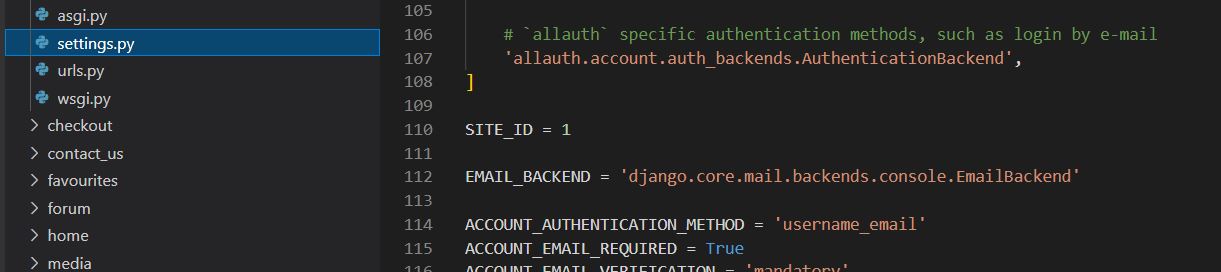 asgi.py
settings.py
urls.py
wsgi.py
checkout
contact_us
favourites
forum
home
media
105
106 # `allauth` specific authentication methods, such as login by e-mail
107 'allauth.account.auth_backends.AuthenticationBackend',
108 ]
109
110 SITE_ID = 1
111
112 EMAIL_BACKEND = 'django.core.mail.backends.console.EmailBackend'
113
114 ACCOUNT_AUTHENTICATION_METHOD = 'username_email'
115 ACCOUNT_EMAIL_REQUIRED = True
116 ACCOUNT_EMAIL_VERIFICATION = 'mandatory'